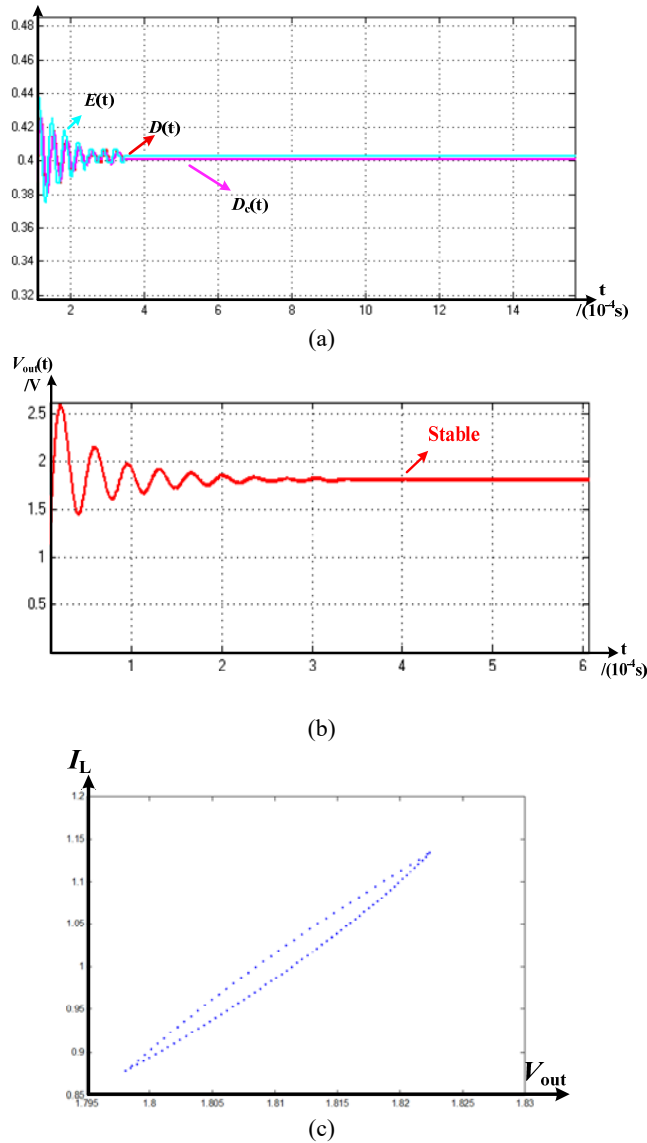 0.48
0.46
0.44
0.42
0.4
0.38
0.36
0.34
0.32
E(t)
D(t)
Dc(t)
2
4
6
8
10
12
14
t
/(10⁻⁴s)
(a)
Vout(t)
/V
2.5
2
1.5
1
0.5
Stable
1
2
3
4
5
6
t
/(10⁻⁴s)
(b)
IL
1.2
1.15
1.1
1.05
1
0.95
0.9
0.85
1.795
1.8
1.805
1.81
1.815
1.82
1.825
1.83
Vout
(c)